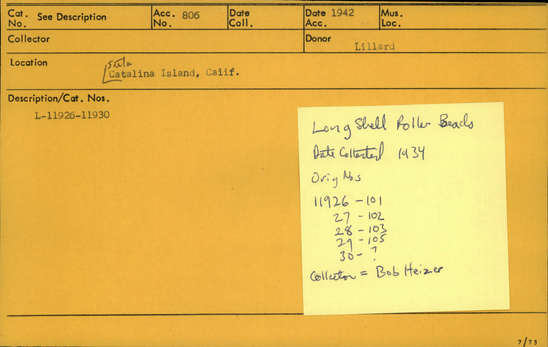 Cat. No. See Description Acc. No. 806 Date Coll. Date Acc. 1942 Mus. Loc.
Collector Donor Lillard
Location
Catalina Island, Calif.
Description/Cat. Nos.
L-11926-11930
Long Shell Roller Beads
Date Collected 1934
Orig Nos
11926 - 101
27 - 102
28 - 103
29 - 105
30 - ?
Collector = Bob Heizer